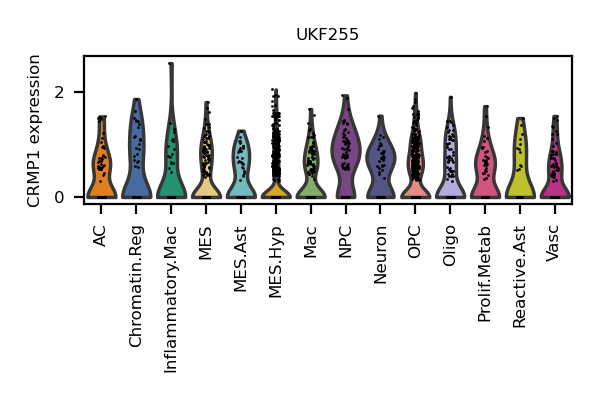 UKF255
CRMP1 expression
2
0
AC
Chromatin.Reg
Inflammatory.Mac
MES
MES.Ast
MES.Hyp
Mac
NPC
Neuron
OPC
Oligo
Prolif.Metab
Reactive.Ast
Vasc